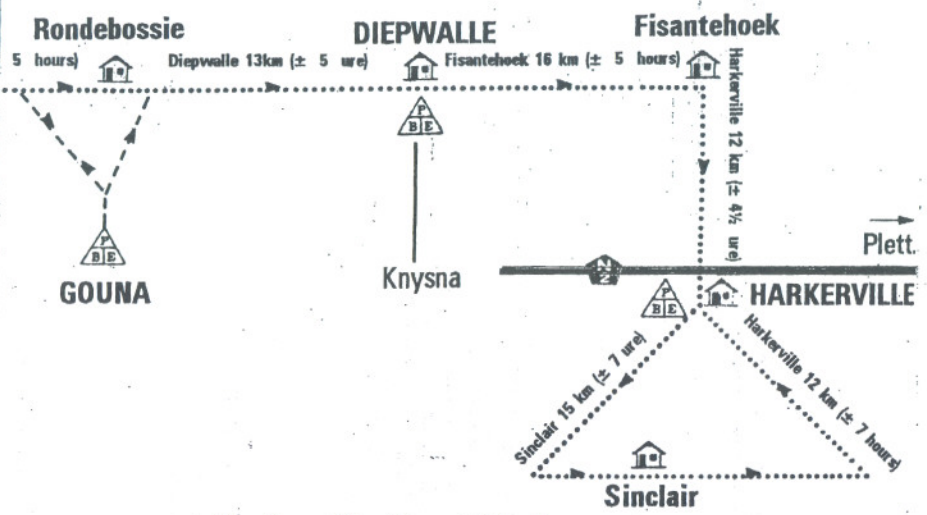 Rondebossie
DIEPWALLE
Fisantehoek
5 hours)
Diepwalle 13km (± 5 ure)
Fisantehoek 16 km (± 5 hours)
Harkerville 12 km (± 4½ ure)
P
B E
P
B E
GOUNA
Knysna
Plett.
N2
P
B E
HARKERVILLE
Sinclair 15 km (± 7 ure)
Harkerville 12 km (± 7 hours)
Sinclair